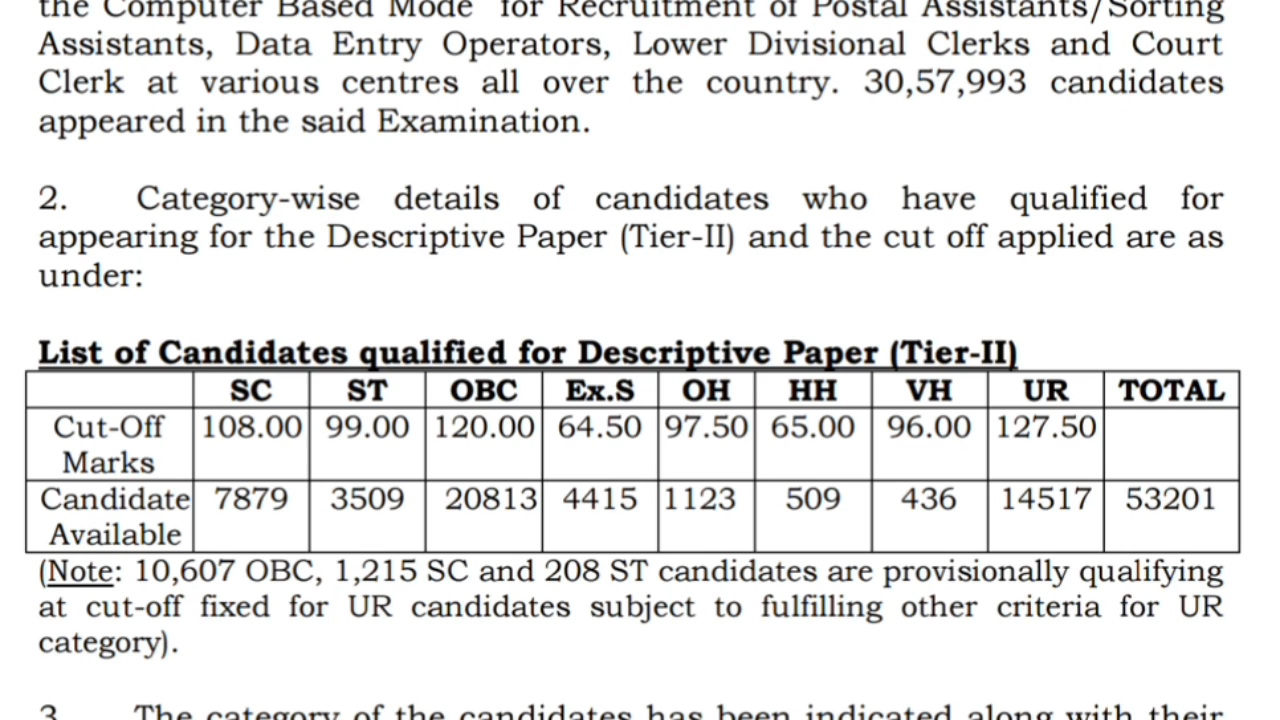 the Computer Based Mode for Recruitment of Postal Assistants/Sorting
Assistants, Data Entry Operators, Lower Divisional Clerks and Court
Clerk at various centres all over the country. 30,57,993 candidates
appeared in the said Examination.
2. Category-wise details of candidates who have qualified for
appearing for the Descriptive Paper (Tier-II) and the cut off applied are as
under:
List of Candidates qualified for Descriptive Paper (Tier-II)
SC ST OBC Ex.S OH HH VH UR TOTAL
Cut-Off Marks 108.00 99.00 120.00 64.50 97.50 65.00 96.00 127.50
Candidate Available 7879 3509 20813 4415 1123 509 436 14517 53201
(Note: 10,607 OBC, 1,215 SC and 208 ST candidates are provisionally qualifying
at cut-off fixed for UR candidates subject to fulfilling other criteria for UR
category).
3. The category of the candidates has been indicated along with their